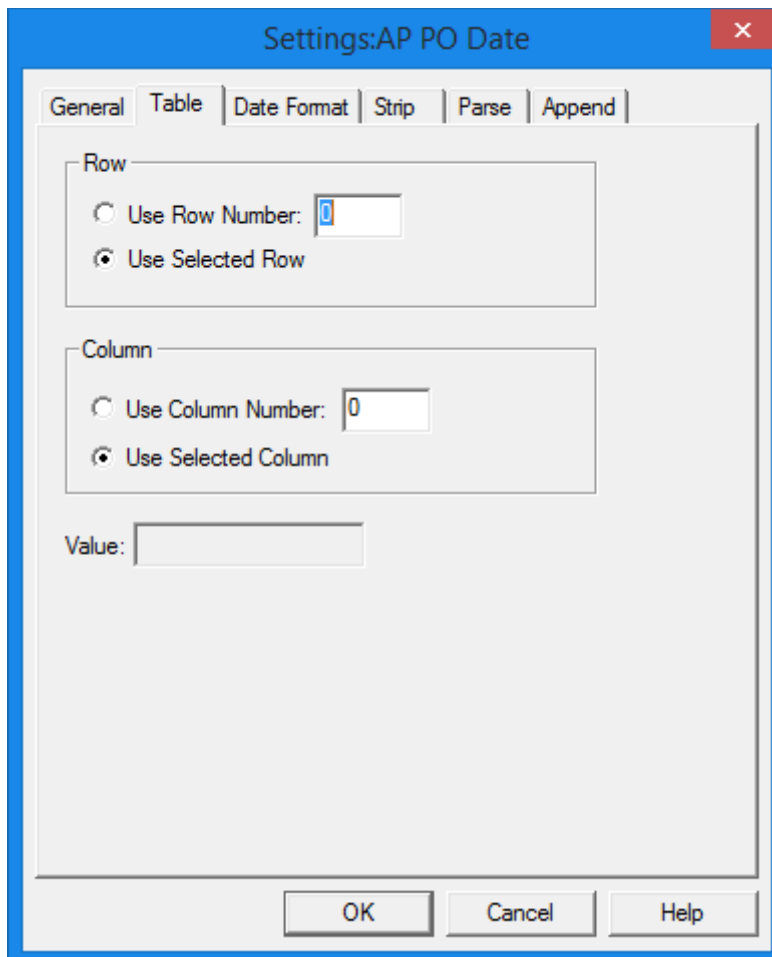 Settings:AP PO Date
General Table Date Format Strip Parse Append
Row
Use Row Number: 0
Use Selected Row
Column
Use Column Number: 0
Use Selected Column
Value:
OK Cancel Help